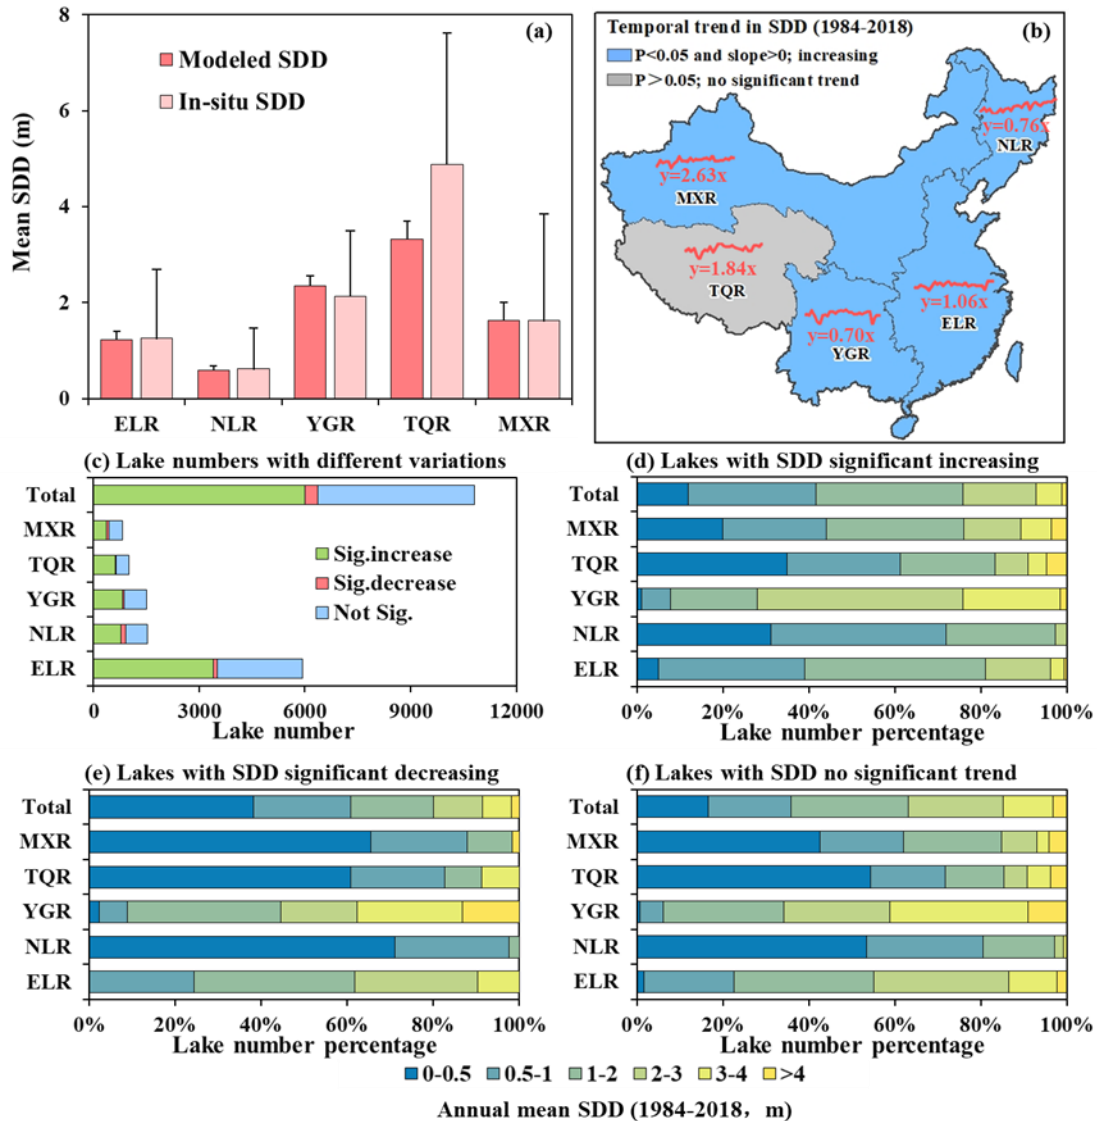 (a)
Modeled SDD
In-situ SDD
Mean SDD (m)
8
6
4
2
0
ELR NLR YGR TQR MXR
Temporal trend in SDD (1984-2018) (b)
P<0.05 and slope>0; increasing
P>0.05; no significant trend
y=0.76x
NLR
y=2.63x
MXR
y=1.84x
TQR
y=1.06x
ELR
y=0.70x
YGR
(c) Lake numbers with different variations
Total
MXR
TQR
YGR
NLR
ELR
Sig.increase
Sig.decrease
Not Sig.
0 3000 6000 9000 12000
Lake number
(d) Lakes with SDD significant increasing
Total
MXR
TQR
YGR
NLR
ELR
0% 20% 40% 60% 80% 100%
Lake number percentage
(e) Lakes with SDD significant decreasing
Total
MXR
TQR
YGR
NLR
ELR
0% 20% 40% 60% 80% 100%
Lake number percentage
(f) Lakes with SDD no significant trend
Total
MXR
TQR
YGR
NLR
ELR
0% 20% 40% 60% 80% 100%
Lake number percentage
0-0.5 0.5-1 1-2 2-3 3-4 >4
Annual mean SDD (1984-2018, m)